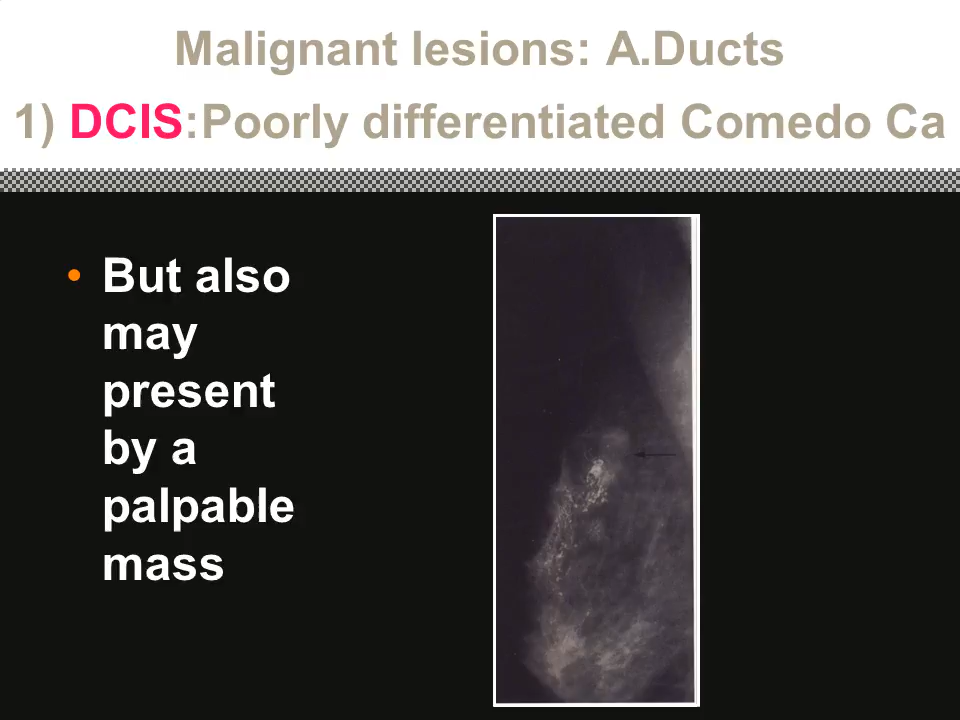 Malignant lesions: A.Ducts
1) DCIS:Poorly differentiated Comedo Ca
• But also
may
present
by a
palpable
mass